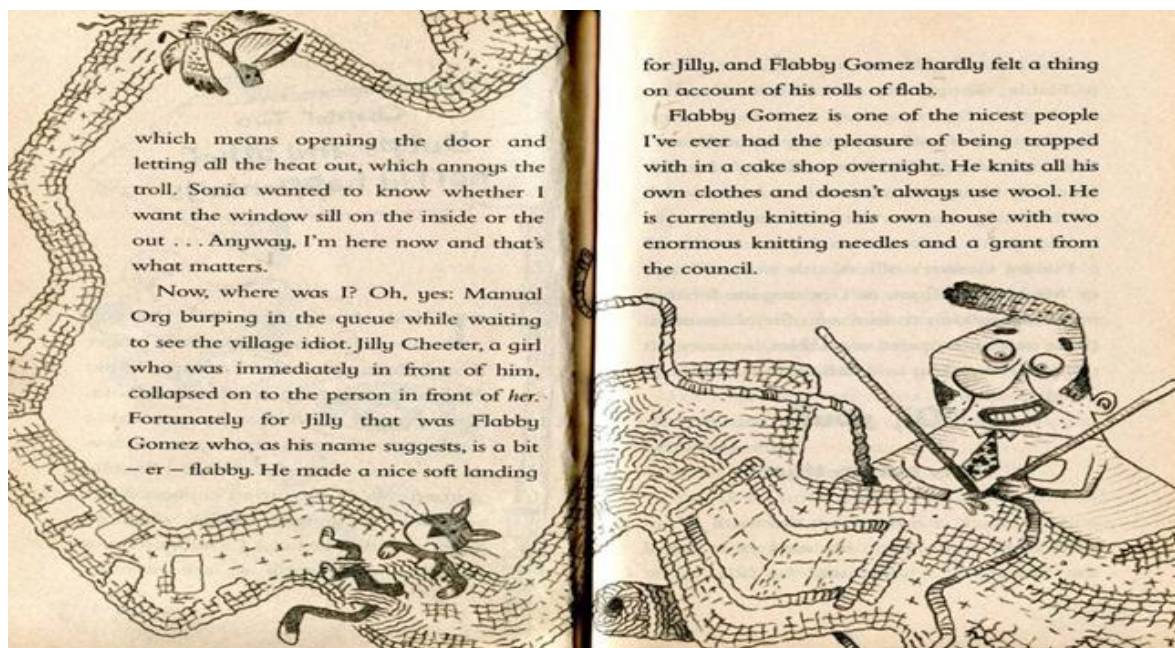 which means opening the door and
letting all the heat out, which annoys the
troll. Sonia wanted to know whether I
want the window sill on the inside or the
out . . . Anyway, I'm here now and that's
what matters.
Now, where was I? Oh, yes: Manual
Org burping in the queue while waiting
to see the village idiot. Jilly Cheeter, a girl
who was immediately in front of him,
collapsed on to the person in front of her.
Fortunately for Jilly that was Flabby
Gomez who, as his name suggests, is a bit
– er – flabby. He made a nice soft landing
for Jilly, and Flabby Gomez hardly felt a thing
on account of his rolls of flab.
Flabby Gomez is one of the nicest people
I've ever had the pleasure of being trapped
with in a cake shop overnight. He knits all his
own clothes and doesn't always use wool. He
is currently knitting his own house with two
enormous knitting needles and a grant from
the council.